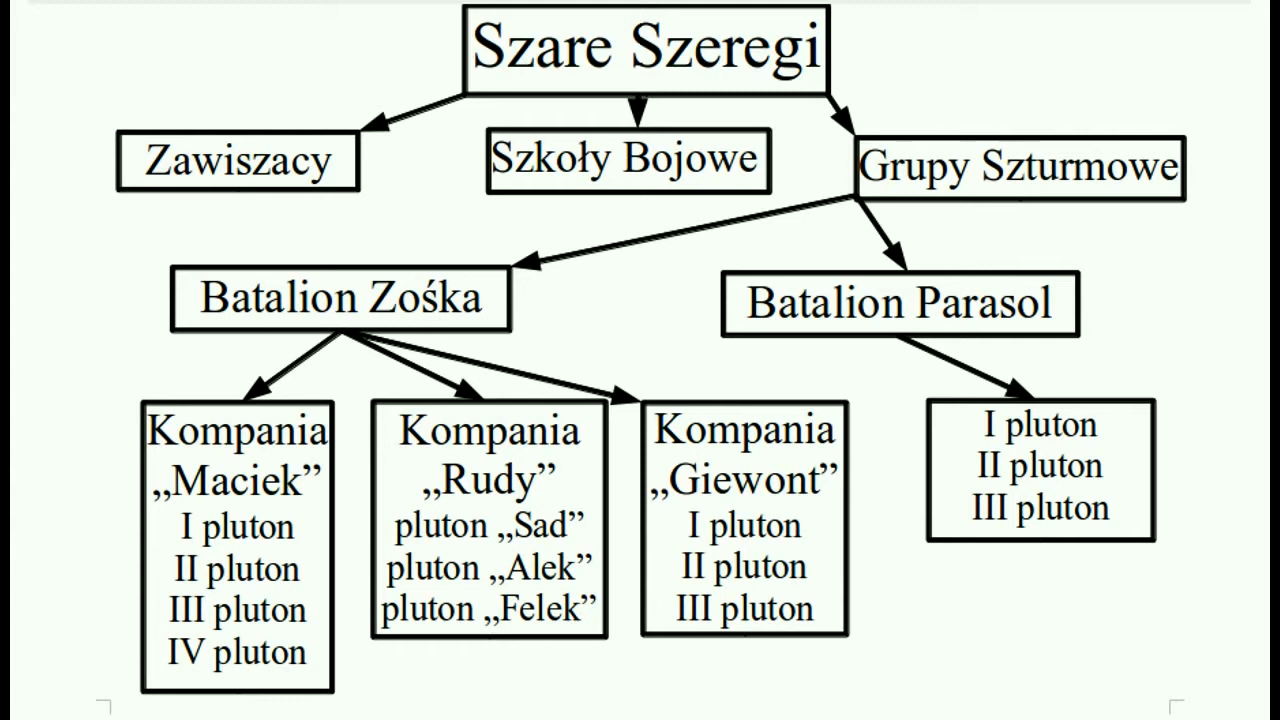 Szare Szeregi
Zawiszacy
Szkoły Bojowe
Grupy Szturmowe
Batalion Zośka
Batalion Parasol
Kompania
„Maciek”
I pluton
II pluton
III pluton
IV pluton
Kompania
„Rudy”
pluton „Sad”
pluton „Alek”
pluton „Felek”
Kompania
„Giewont”
I pluton
II pluton
III pluton
I pluton
II pluton
III pluton